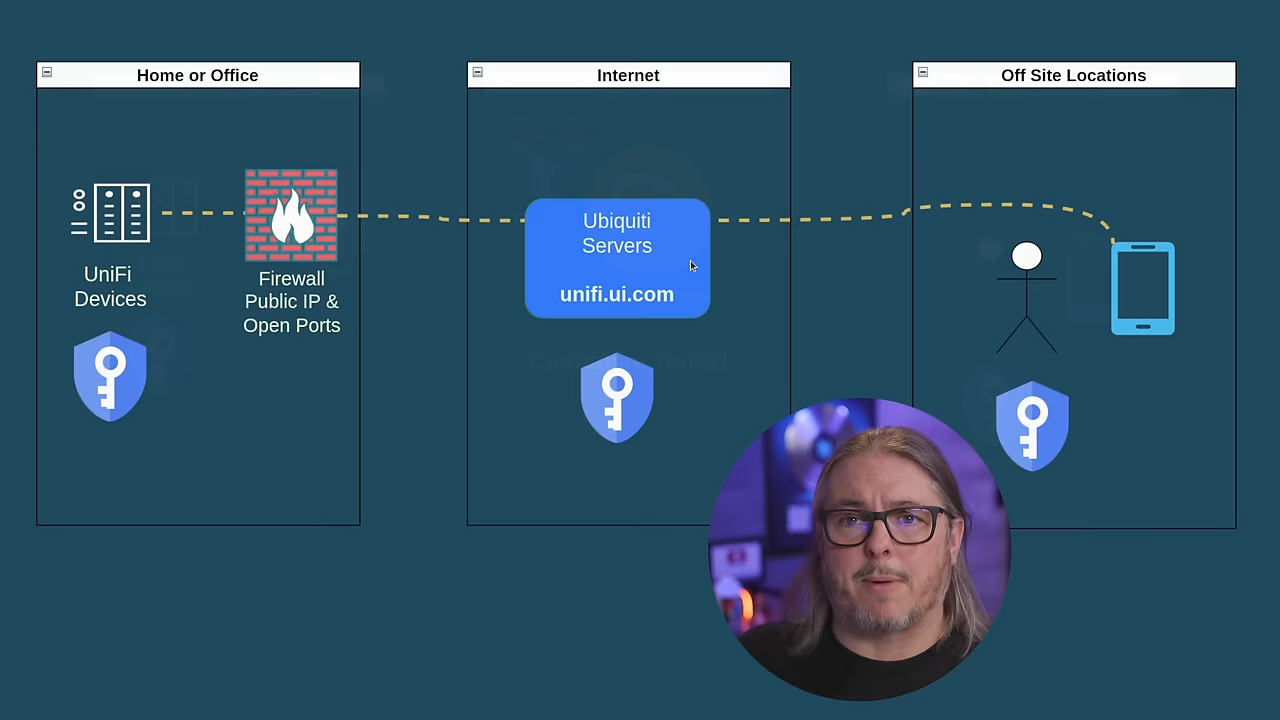 Home or Office
Internet
Off Site Locations
UniFi
Devices
Firewall
Public IP &
Open Ports
Ubiquiti
Servers
unifi.ui.com